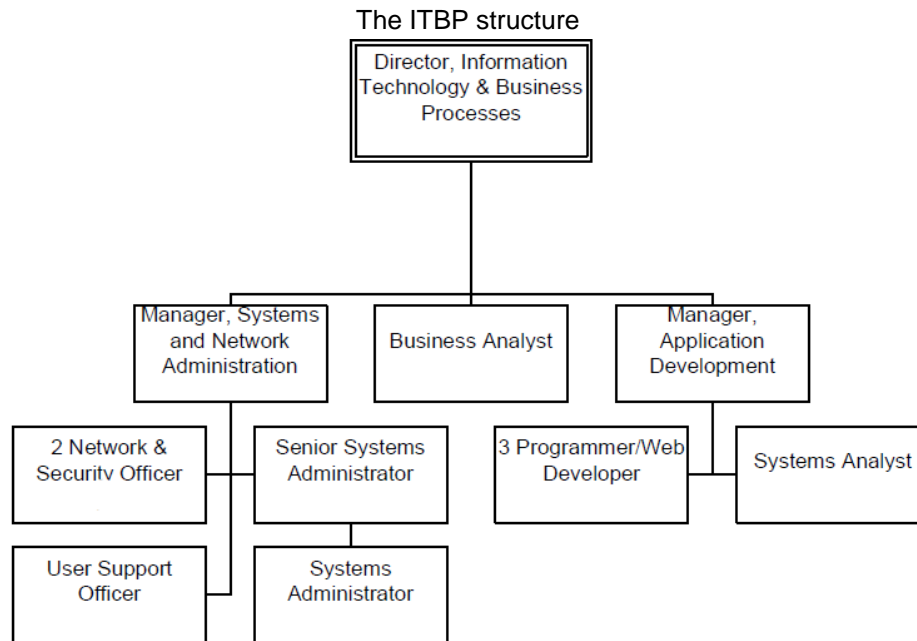 The ITBP structure
Director, Information
Technology & Business
Processes
Manager, Systems
and Network
Administration
Business Analyst
Manager,
Application
Development
2 Network &
Security Officer
Senior Systems
Administrator
3 Programmer/Web
Developer
Systems Analyst
User Support
Officer
Systems
Administrator